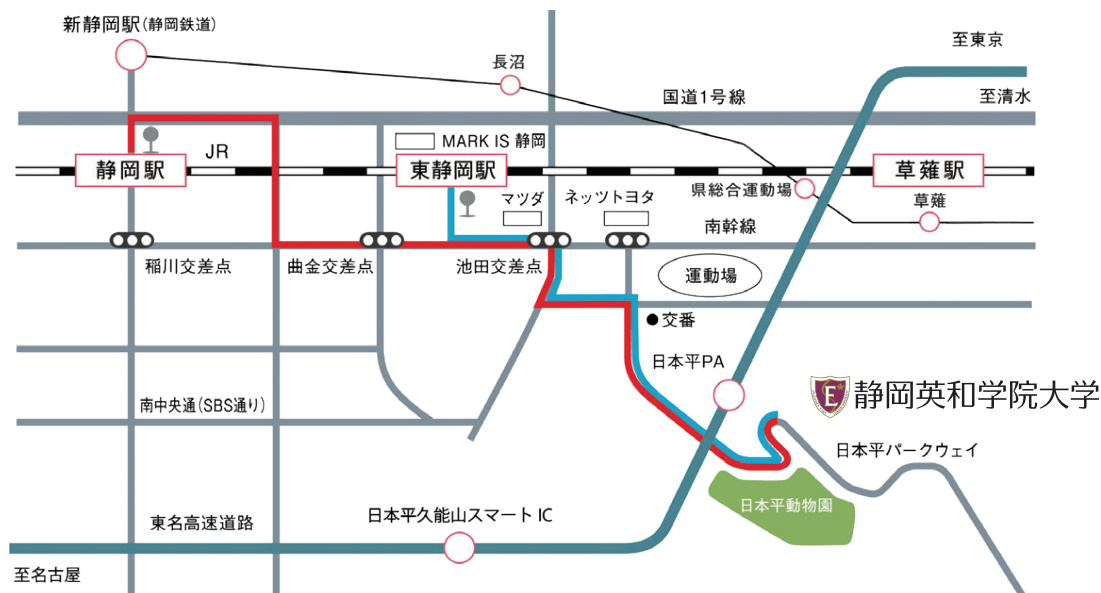 新静岡駅(静岡鉄道)
至東京
長沼
国道1号線
至清水
JR
MARK IS 静岡
静岡駅
東静岡駅
草薙駅
県総合運動場
マツダ
ネッツトヨタ
草薙
南幹線
稲川交差点
曲金交差点
池田交差点
運動場
交番
日本平PA
E
静岡英和学院大学
南中央通(SBS通り)
日本平パークウェイ
日本平動物園
東名高速道路
日本平久能山スマートIC
至名古屋